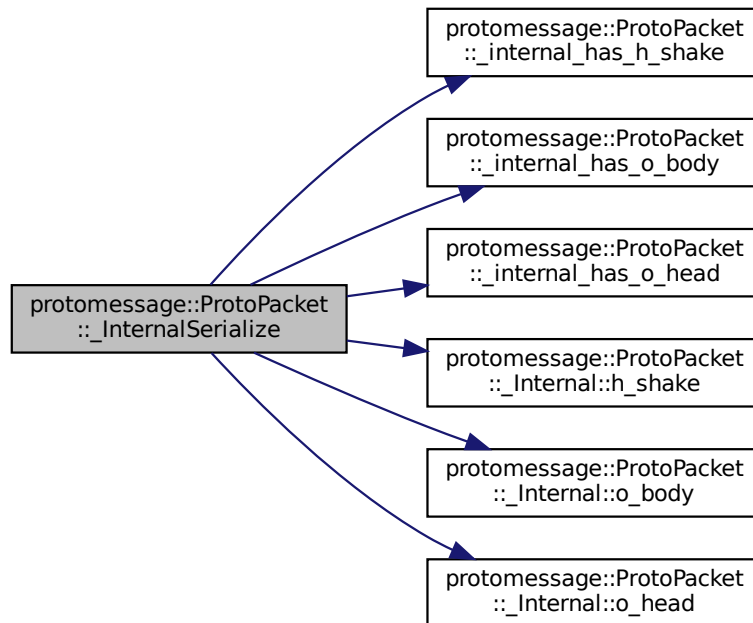 protomessage::ProtoPacket
::_internal_has_h_shake
protomessage::ProtoPacket
::_internal_has_o_body
protomessage::ProtoPacket
::_internal_has_o_head
protomessage::ProtoPacket
::_InternalSerialize
protomessage::ProtoPacket
::_Internal::h_shake
protomessage::ProtoPacket
::_Internal::o_body
protomessage::ProtoPacket
::_Internal::o_head